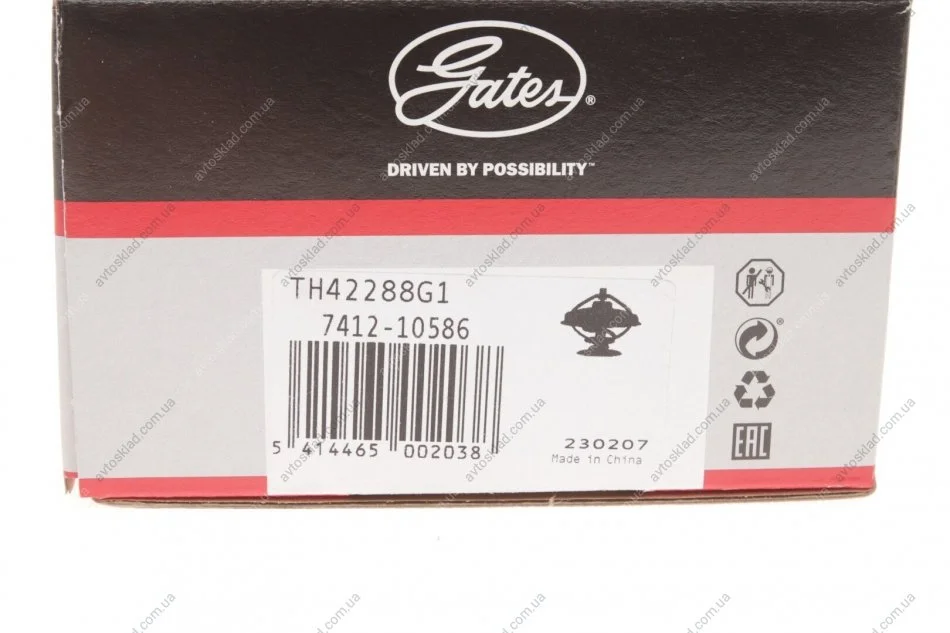 Gates®
DRIVEN BY POSSIBILITY™
TH42288G1
7412-10586
5 414465 002038
230207
Made in China
EAC
avtosklad.com.ua